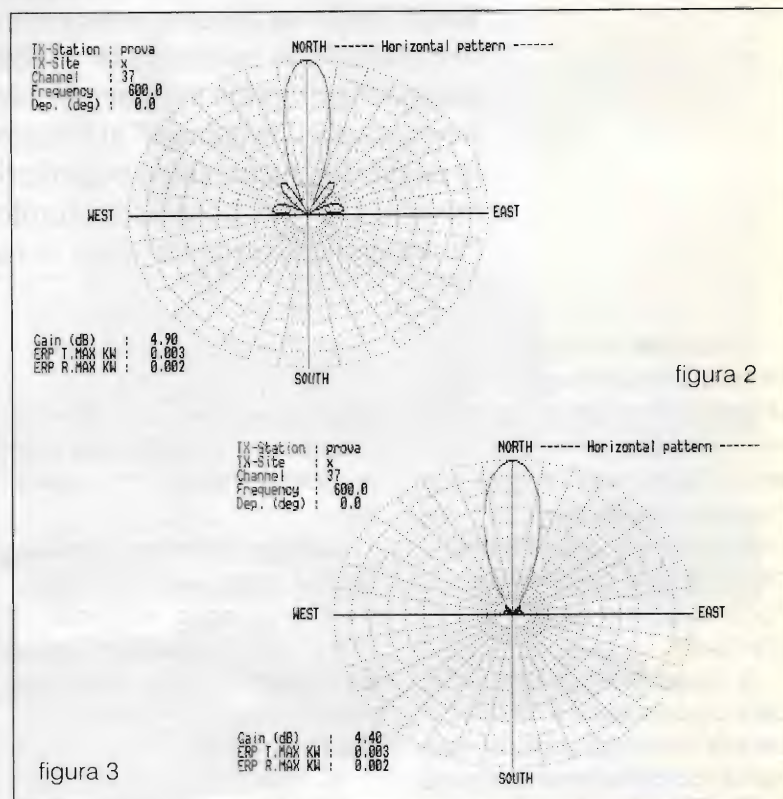 TX-Station : prova
TX-Site : x
Channel : 37
Frequency : 600.0
Dep. (deg) : 0.0
NORTH ------ Horizontal pattern ------
WEST
EAST
Gain (dB) : 4.90
ERP T.MAX KW : 0.003
ERP R.MAX KW : 0.002
SOUTH
figura 2
TX-Station : prova
TX-Site : x
Channel : 37
Frequency : 600.0
Dep. (deg) : 0.0
NORTH ------ Horizontal pattern ------
WEST
EAST
Gain (dB) : 4.40
ERP T.MAX KW : 0.003
ERP R.MAX KW : 0.002
SOUTH
figura 3